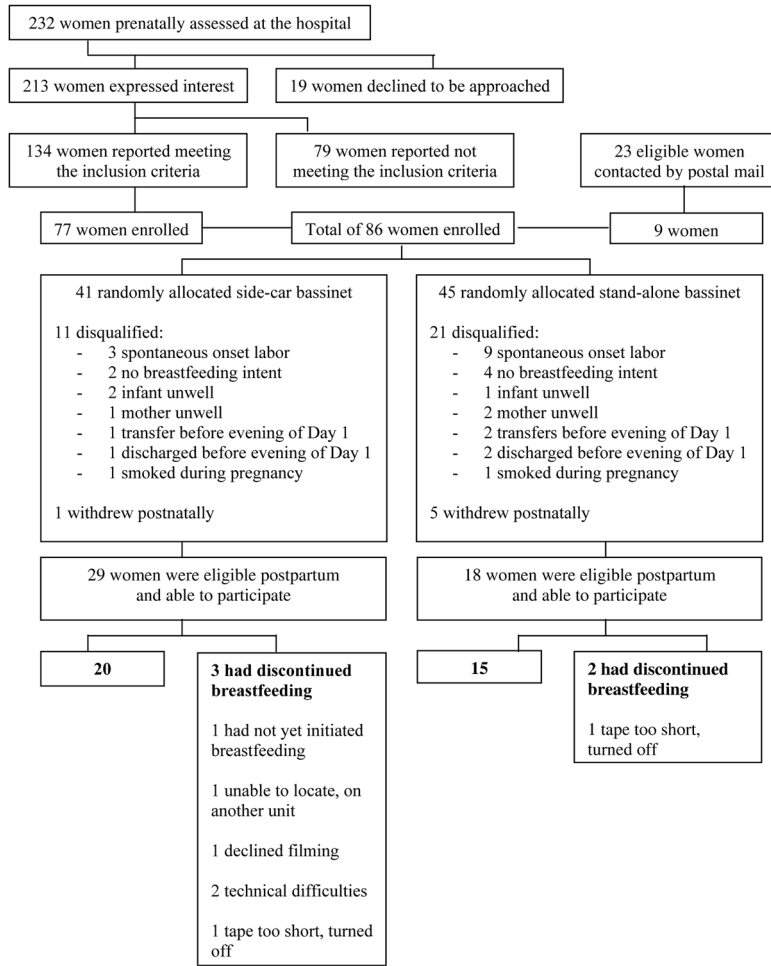 232 women prenatally assessed at the hospital
213 women expressed interest
19 women declined to be approached
134 women reported meeting
the inclusion criteria
79 women reported not
meeting the inclusion criteria
23 eligible women
contacted by postal mail
77 women enrolled
Total of 86 women enrolled
9 women
41 randomly allocated side-car bassinet
11 disqualified:
- 3 spontaneous onset labor
- 2 no breastfeeding intent
- 2 infant unwell
- 1 mother unwell
- 1 transfer before evening of Day 1
- 1 discharged before evening of Day 1
- 1 smoked during pregnancy
1 withdrew postnatally
45 randomly allocated stand-alone bassinet
21 disqualified:
- 9 spontaneous onset labor
- 4 no breastfeeding intent
- 1 infant unwell
- 2 mother unwell
- 2 transfers before evening of Day 1
- 2 discharged before evening of Day 1
- 1 smoked during pregnancy
5 withdrew postnatally
29 women were eligible postpartum
and able to participate
18 women were eligible postpartum
and able to participate
20
3 had discontinued
breastfeeding
1 had not yet initiated
breastfeeding
1 unable to locate, on
another unit
1 declined filming
2 technical difficulties
1 tape too short, turned
off
15
2 had discontinued
breastfeeding
1 tape too short,
turned off